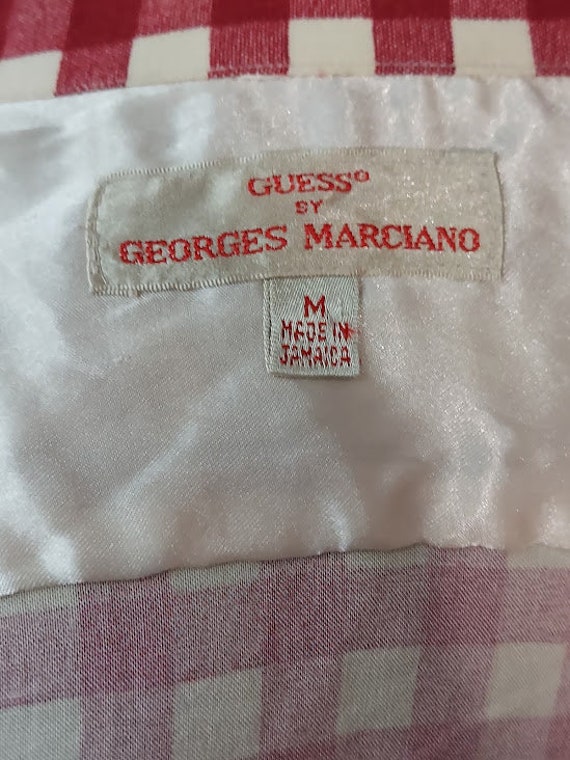 GUESS®
BY
GEORGES MARCIANO
M
MADE IN
JAMAICA